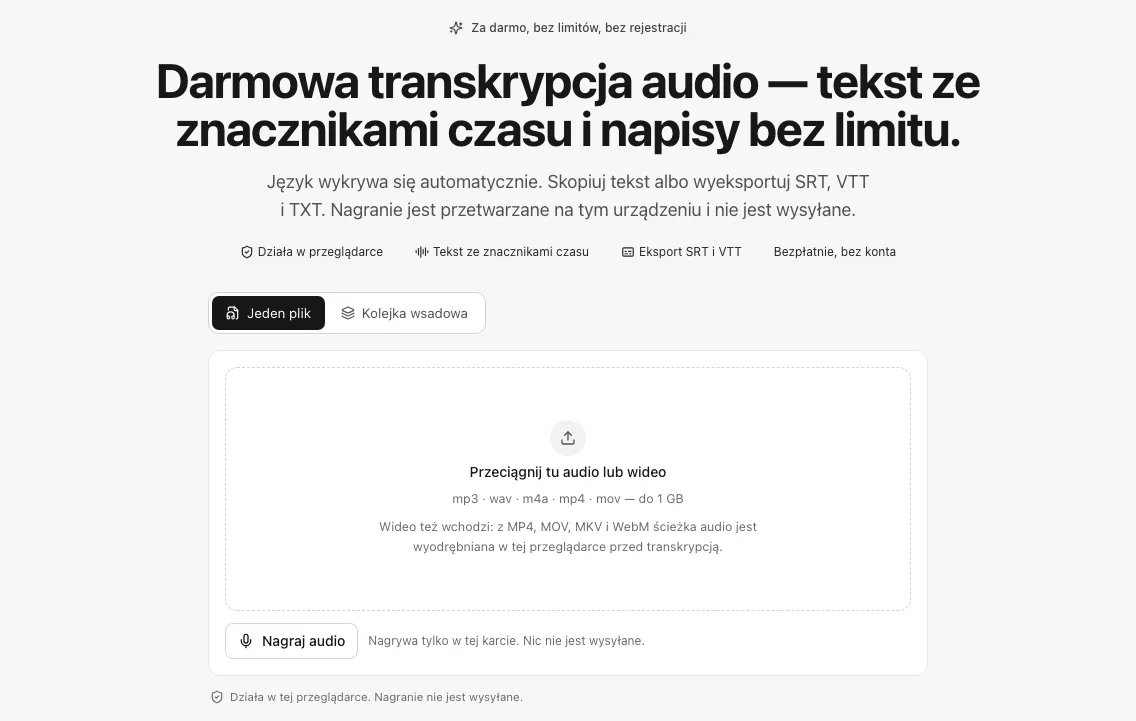 Za darmo, bez limitów, bez rejestracji
Darmowa transkrypcja audio — tekst ze
znacznikami czasu i napisy bez limitu.
Język wykrywa się automatycznie. Skopiuj tekst albo wyeksportuj SRT, VTT
i TXT. Nagranie jest przetwarzane na tym urządzeniu i nie jest wysyłane.
Działa w przeglądarce Tekst ze znacznikami czasu Eksport SRT i VTT Bezpłatnie, bez konta
Jeden plik Kolejka wsadowa
Przeciągnij tu audio lub wideo
mp3 · wav · m4a · mp4 · mov — do 1 GB
Wideo też wchodzi: z MP4, MOV, MKV i WebM ścieżka audio jest
wyodrębniana w tej przeglądarce przed transkrypcją.
Nagraj audio Nagrywa tylko w tej karcie. Nic nie jest wysyłane.
Działa w tej przeglądarce. Nagranie nie jest wysyłane.